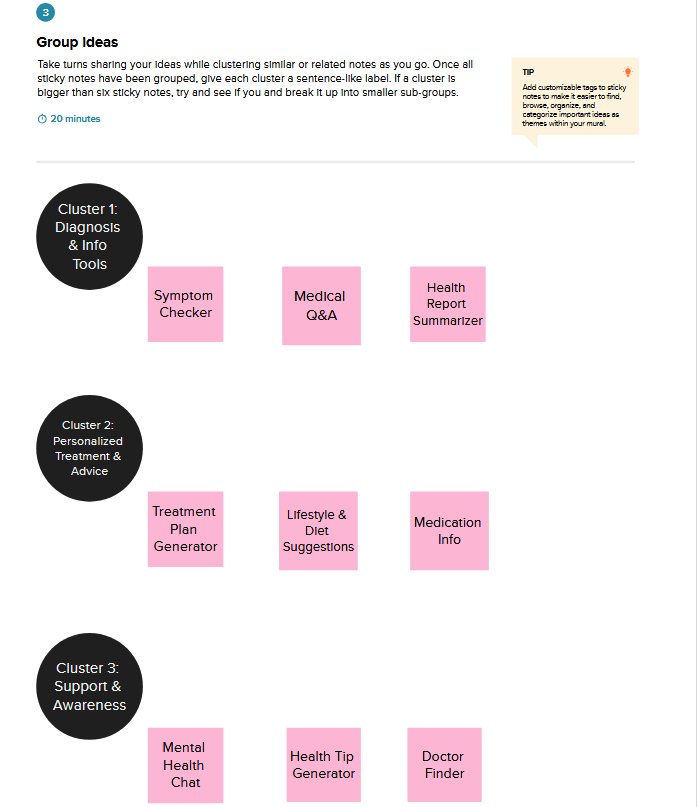 3
Group ideas
Take turns sharing your ideas while clustering similar or related notes as you go. Once all
sticky notes have been grouped, give each cluster a sentence-like label. If a cluster is
bigger than six sticky notes, try and see if you and break it up into smaller sub-groups.
20 minutes
TIP
Add customizable tags to sticky
notes to make it easier to find,
browse, organize, and
categorize important ideas as
themes within your mural.
Cluster 1:
Diagnosis
& Info
Tools
Symptom
Checker
Medical
Q&A
Health
Report
Summarizer
Cluster 2:
Personalized
Treatment &
Advice
Treatment
Plan
Generator
Lifestyle &
Diet
Suggestions
Medication
Info
Cluster 3:
Support &
Awareness
Mental
Health
Chat
Health Tip
Generator
Doctor
Finder